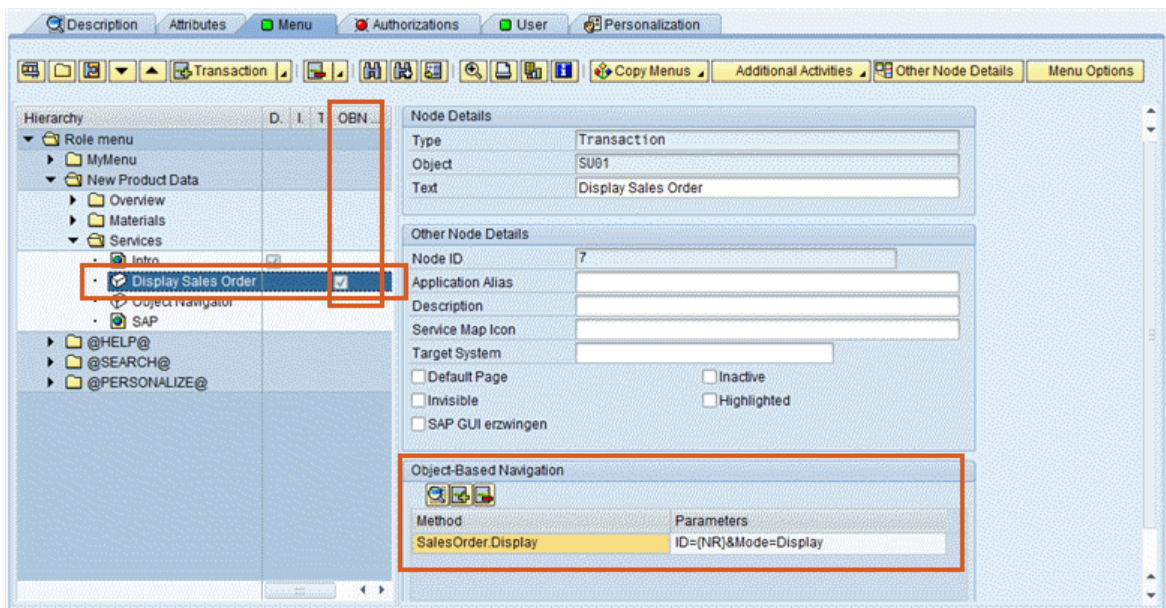 Description Attributes Menu Authorizations User Personalization
Transaction Copy Menus Additional Activities Other Node Details Menu Options
Hierarchy D. I. T OBN ...
Role menu
MyMenu
New Product Data
Overview
Materials
Services
Intro
Display Sales Order
Object Navigator
SAP
@HELP@
@SEARCH@
@PERSONALIZE@
Node Details
Type Transaction
Object SU01
Text Display Sales Order
Other Node Details
Node ID 7
Application Alias
Description
Service Map Icon
Target System
Default Page Inactive
Invisible Highlighted
SAP GUI erzwingen
Object-Based Navigation
Method Parameters
SalesOrder.Display ID={NR}&Mode=Display